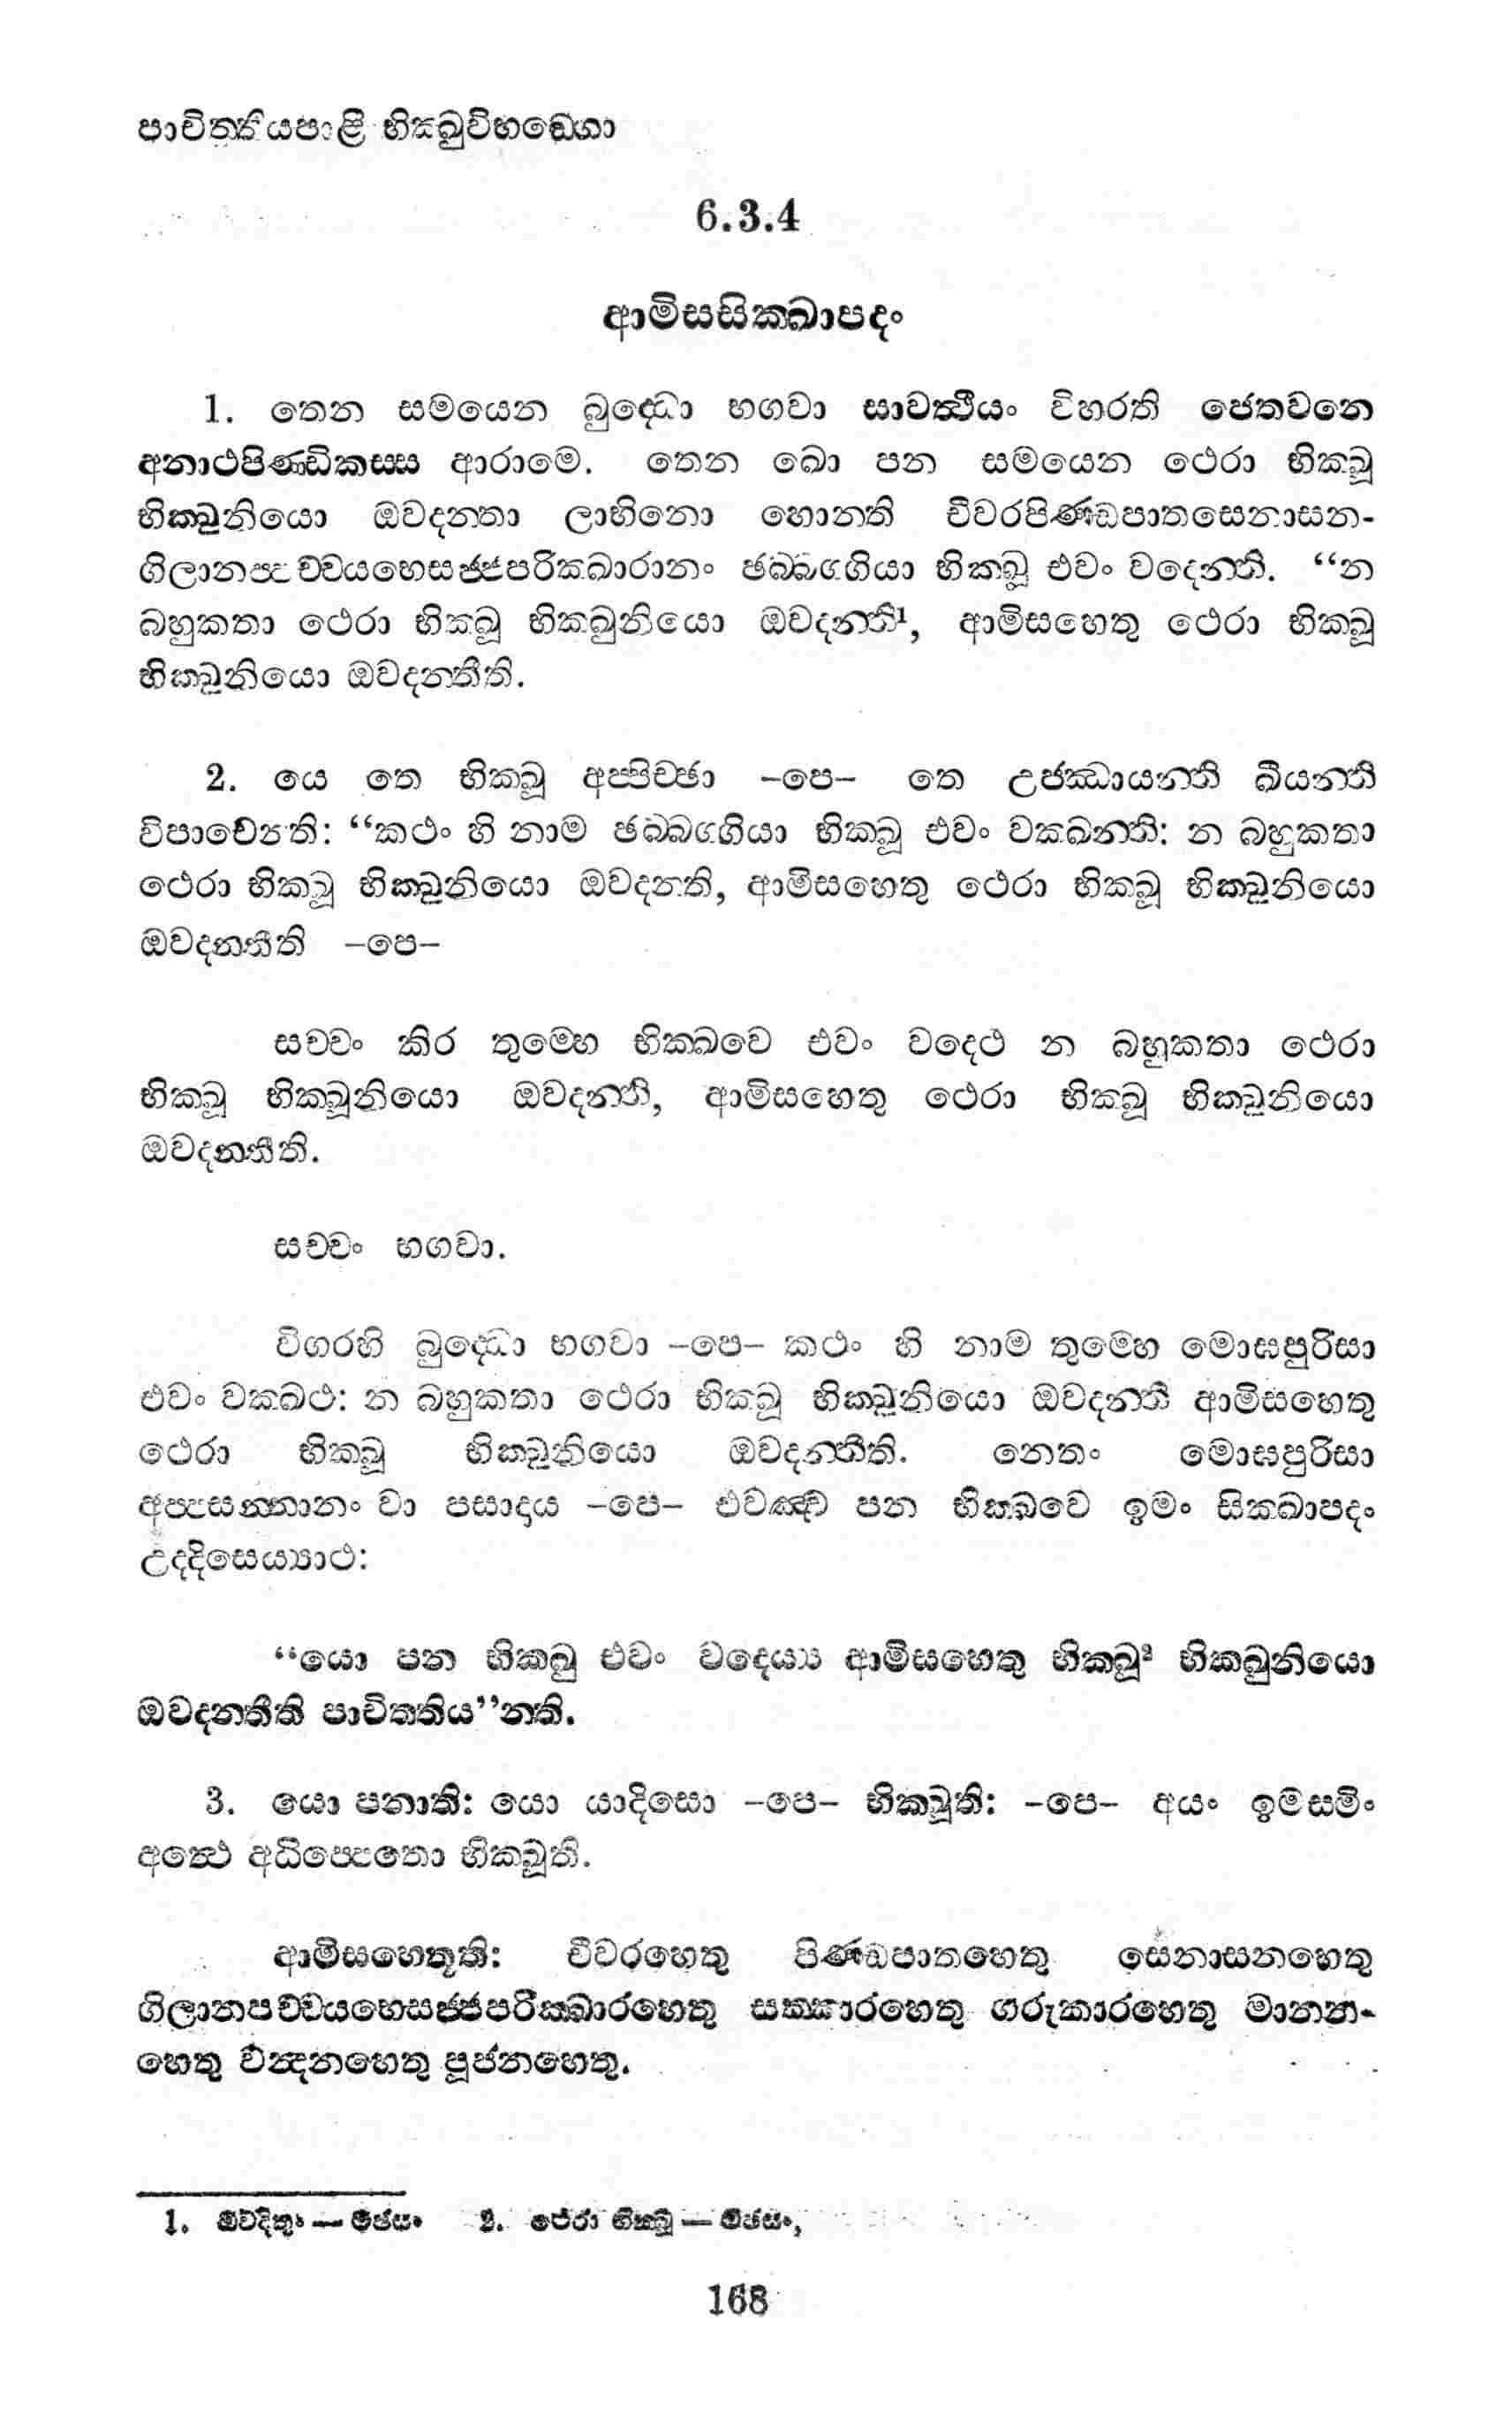 පාචිත්තියපාළි භික්ඛුවිභඞ්ගො
6.3.4
ආමිසසික්ඛාපදං
1. තෙන සමයෙන බුද්ධො භගවා සාවත්ථියං විහරති ජෙතවනෙ
අනාථපිණ්ඩිකස්ස ආරාමෙ. තෙන ඛො පන සමයෙන ථෙරා භික්ඛූ
භික්ඛුනියො ඔවදන්තා ලාභිනො හොන්ති චීවරපිණ්ඩපාතසෙනාසන-
ගිලානප්පච්චයභෙසජ්ජපරික්ඛාරානං ඡබ්බග්ගියා භික්ඛූ එවං වදෙන්ති. “න
බහුකතා ථෙරා භික්ඛූ භික්ඛුනියො ඔවදන්ති¹, ආමිසහෙතු ථෙරා භික්ඛූ
භික්ඛුනියො ඔවදන්තීති.
2. යෙ තෙ භික්ඛූ අප්පිච්ඡා –පෙ– තෙ උජ්ඣායන්ති ඛීයන්ති
විපාචෙන්ති: “කථං හි නාම ඡබ්බග්ගියා භික්ඛූ එවං වක්ඛන්ති: න බහුකතා
ථෙරා භික්ඛූ භික්ඛුනියො ඔවදන්ති, ආමිසහෙතු ථෙරා භික්ඛූ භික්ඛුනියො
ඔවදන්තීති –පෙ–
සච්චං කිර තුම්හෙ භික්ඛවෙ එවං වදෙථ න බහුකතා ථෙරා
භික්ඛූ භික්ඛූනියො ඔවදන්ති, ආමිසහෙතු ථෙරා භික්ඛූ භික්ඛුනියො
ඔවදන්තීති.
සච්චං භගවා.
විගරහි බුද්ධො භගවා –පෙ– කථං හි නාම තුම්හෙ මොඝපුරිසා
එවං වක්ඛථ: න බහුකතා ථෙරා භික්ඛූ භික්ඛුනියො ඔවදන්ති ආමිසහෙතු
ථෙරා භික්ඛූ භික්ඛුනියො ඔවදන්තීති. නෙතං මොඝපුරිසා
අප්පසන්නානං වා පසාදාය –පෙ– එවඤ්ච පන භික්ඛවෙ ඉමං සික්ඛාපදං
උද්දිසෙය්‍යාථ:
“යො පන භික්ඛු එවං වදෙය්‍ය ආමිසහෙතු භික්ඛූ² භික්ඛුනියො
ඔවදන්තීති පාචිත්තිය”න්ති.
3. යො පනාති: යො යාදිසො –පෙ– භික්ඛූති: –පෙ– අයං ඉමස්මිං
අත්ථෙ අධිප්පෙතො භික්ඛූති.
ආමිසහෙතූති: චීවරහෙතු පිණ්ඩපාතහෙතු සෙනාසනහෙතු
ගිලානපච්චයභෙසජ්ජපරික්ඛාරහෙතු සක්කාරහෙතු ගරුකාරහෙතු මානන-
හෙතු වන්දනහෙතු පූජනහෙතු.
1. ඔවදිතුං — මඡසං 2. ථේරා භික්ඛූ — මඡසං,
168